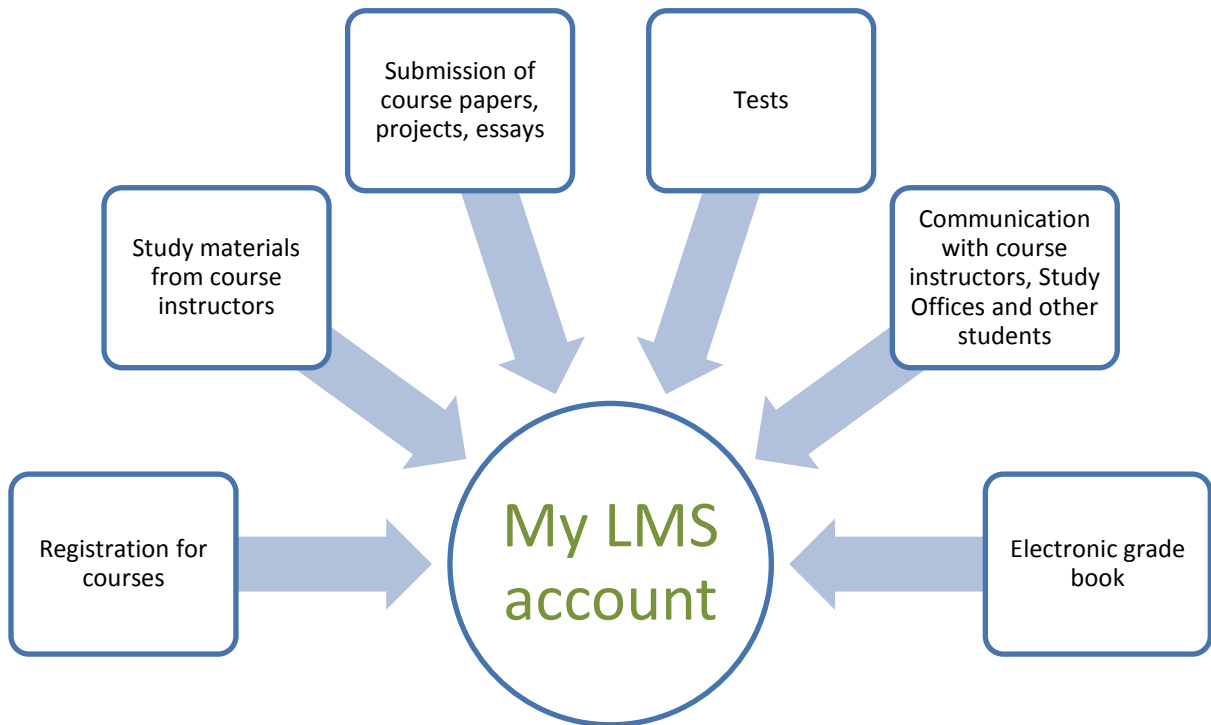 Submission of
course papers,
projects, essays
Tests
Study materials
from course
instructors
Communication
with course
instructors, Study
Offices and other
students
Registration for
courses
My LMS
account
Electronic grade
book